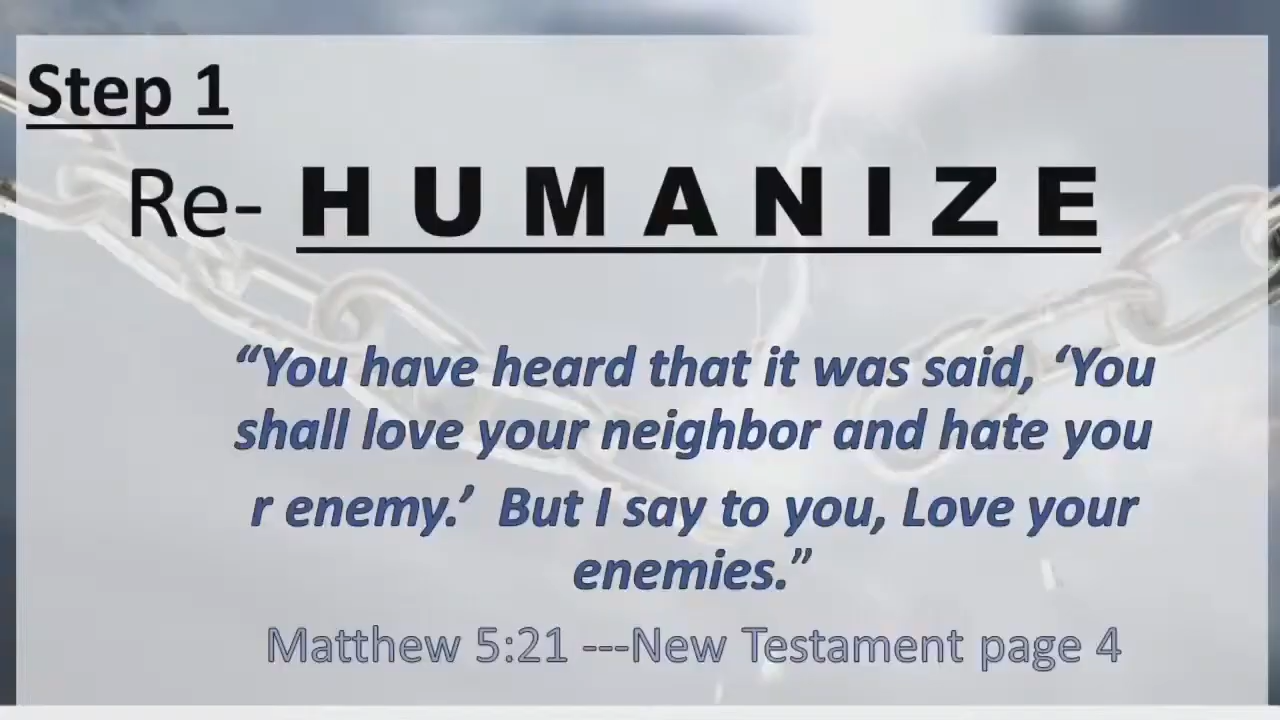 Step 1
Re- H U M A N I Z E
“You have heard that it was said, ‘You
shall love your neighbor and hate you
r enemy.’ But I say to you, Love your
enemies.”
Matthew 5:21 ---New Testament page 4